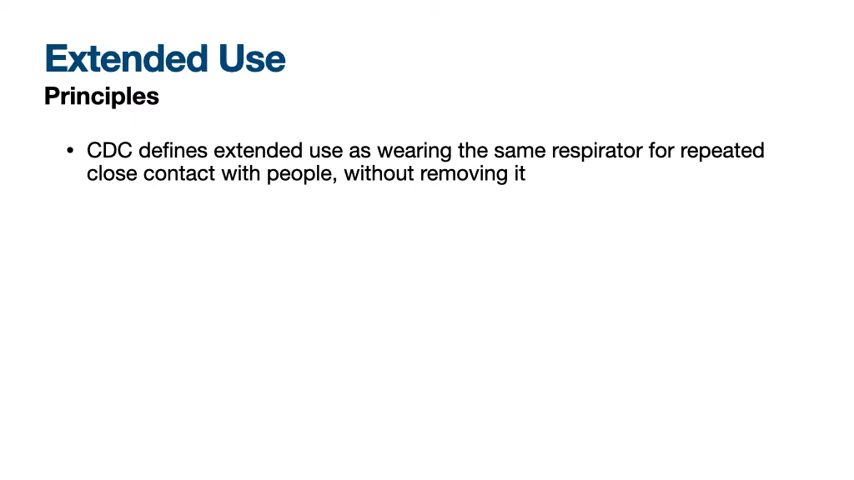 Extended Use
Principles
• CDC defines extended use as wearing the same respirator for repeated
close contact with people, without removing it